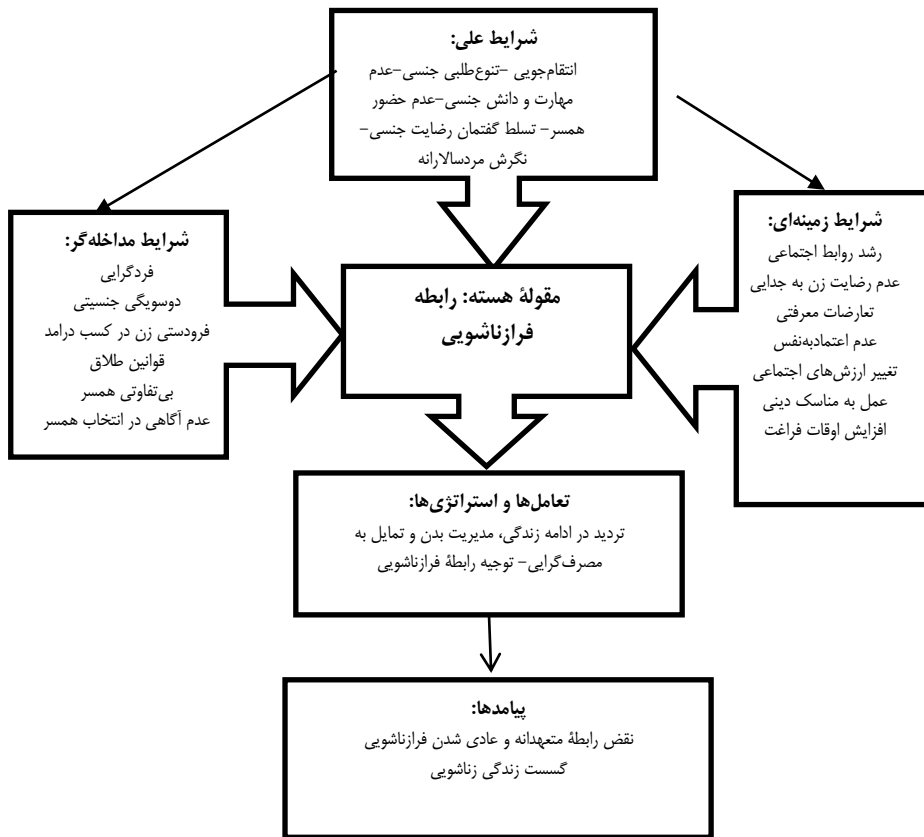 شرایط علی:
انتقام‌جویی –تنوع‌طلبی جنسی–عدم
مهارت و دانش جنسی–عدم حضور
همسر– تسلط گفتمان رضایت جنسی–
نگرش مردسالارانه
شرایط زمینه‌ای:
رشد روابط اجتماعی
عدم رضایت زن به جدایی
تعارضات معرفتی
عدم اعتمادبه‌نفس
تغییر ارزش‌های اجتماعی
عمل به مناسک دینی
افزایش اوقات فراغت
مقولۀ هسته: رابطه
فرازناشویی
شرایط مداخله‌گر:
فردگرایی
دوسویگی جنسیتی
فرودستی زن در کسب درامد
قوانین طلاق
بی‌تفاوتی همسر
عدم آگاهی در انتخاب همسر
تعامل‌ها و استراتژی‌ها:
تردید در ادامه زندگی، مدیریت بدن و تمایل به
مصرف‌گرایی– توجیه رابطۀ فرازناشویی
پیامدها:
نقض رابطۀ متعهدانه و عادی شدن فرازناشویی
گسست زندگی زناشویی